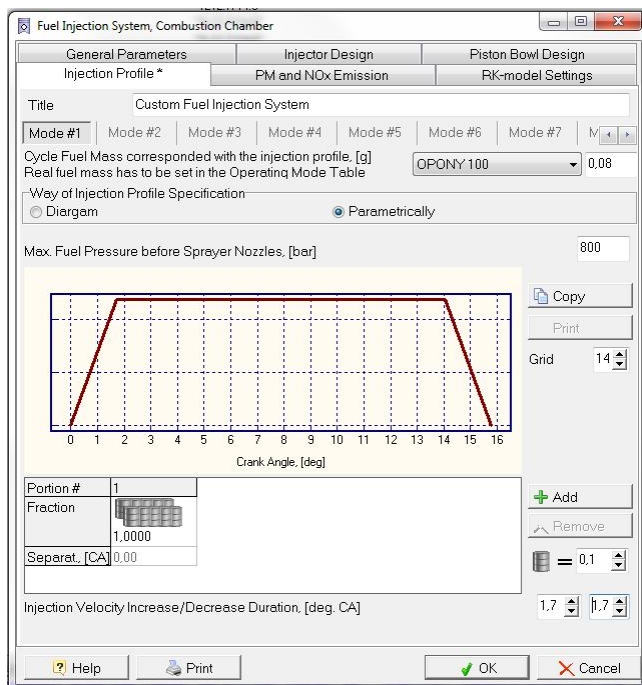 Fuel Injection System, Combustion Chamber
General Parameters
Injector Design
Piston Bowl Design
Injection Profile *
PM and NOx Emission
RK-model Settings
Title
Custom Fuel Injection System
Mode #1 Mode #2 Mode #3 Mode #4 Mode #5 Mode #6 Mode #7 M
Cycle Fuel Mass corresponded with the injection profile, [g]
Real fuel mass has to be set in the Operating Mode Table
OPONY 100
0,08
Way of Injection Profile Specification
Diargam
Parametrically
Max. Fuel Pressure before Sprayer Nozzles, [bar]
800
Copy
Print
Grid 14
0 1 2 3 4 5 6 7 8 9 10 11 12 13 14 15 16
Crank Angle, [deg]
Portion # 1
Fraction
1,0000
Separat., [CA] 0,00
Add
Remove
= 0,1
Injection Velocity Increase/Decrease Duration, [deg. CA]
1,7 1,7
Help
Print
OK
Cancel